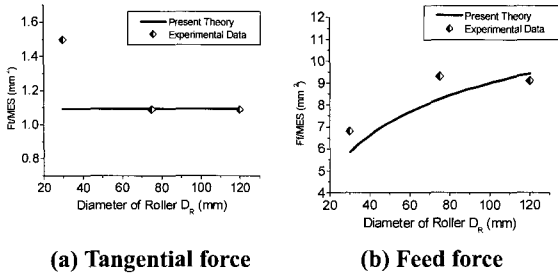 Present Theory
Experimental Data
1.6
1.4
1.2
1.0
0.8
Ft/MES (mm⁻¹)
20 40 60 80 100 120
Diameter of Roller D_R (mm)
(a) Tangential force
Present Theory
Experimental Data
12
11
10
9
8
7
6
5
4
Ff/MES (mm⁻²)
20 40 60 80 100 120
Diameter of Roller D_R (mm)
(b) Feed force